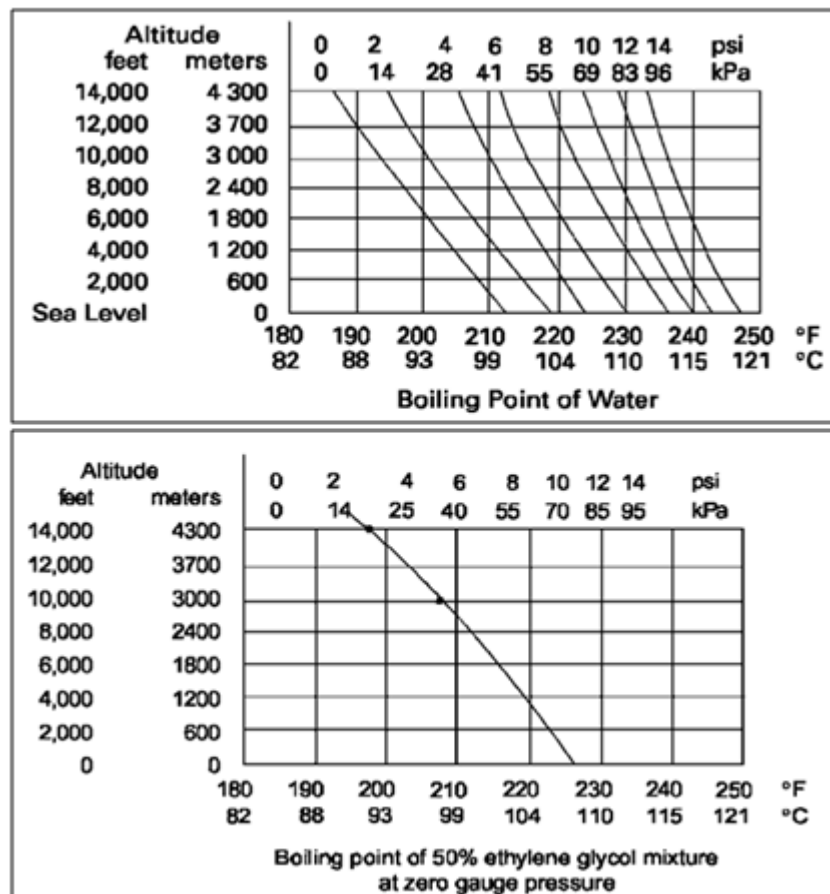 Altitude 0 2 4 6 8 10 12 14 psi
feet meters 0 14 28 41 55 69 83 96 kPa
14,000 4 300
12,000 3 700
10,000 3 000
8,000 2 400
6,000 1 800
4,000 1 200
2,000 600
Sea Level 0
180 190 200 210 220 230 240 250 °F
82 88 93 99 104 110 115 121 °C
Boiling Point of Water
Altitude 0 2 4 6 8 10 12 14 psi
feet meters 0 14 25 40 55 70 85 95 kPa
14,000 4300
12,000 3700
10,000 3000
8,000 2400
6,000 1800
4,000 1200
2,000 600
0 0
180 190 200 210 220 230 240 250 °F
82 88 93 99 104 110 115 121 °C
Boiling point of 50% ethylene glycol mixture
at zero gauge pressure